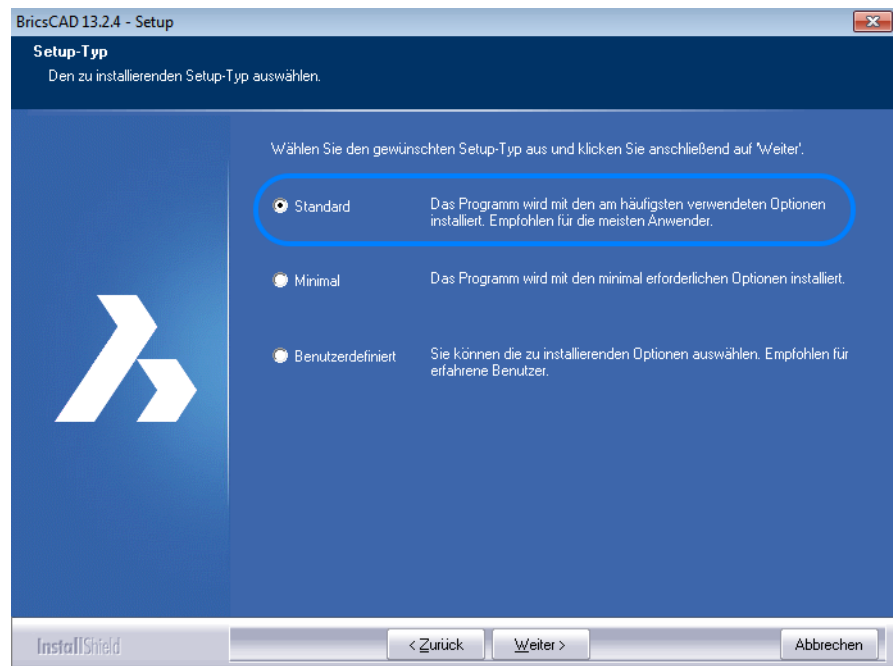 BricsCAD 13.2.4 - Setup
Setup-Typ
Den zu installierenden Setup-Typ auswählen.
Wählen Sie den gewünschten Setup-Typ aus und klicken Sie anschließend auf 'Weiter'.
Standard
Das Programm wird mit den am häufigsten verwendeten Optionen
installiert. Empfohlen für die meisten Anwender.
Minimal
Das Programm wird mit den minimal erforderlichen Optionen installiert.
Benutzerdefiniert
Sie können die zu installierenden Optionen auswählen. Empfohlen für
erfahrene Benutzer.
InstallShield
< Zurück
Weiter >
Abbrechen